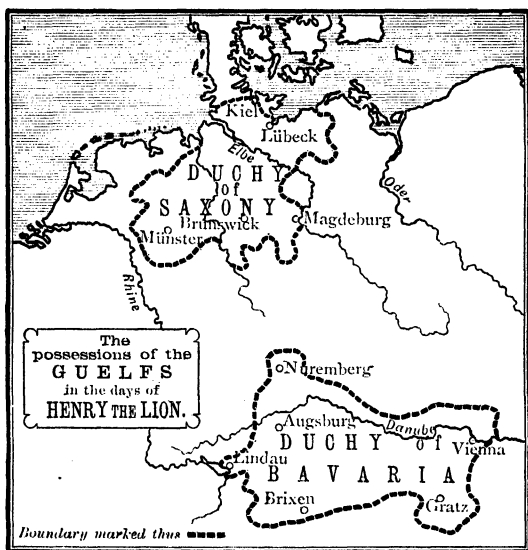 Kiel
Lübeck
Elbe
DUCHY
of
SAXONY
Brunswick
Magdeburg
Münster
Oder
Rhine
The
possessions of the
GUELFS
in the days of
HENRY THE LION.
Nuremberg
Augsburg
Danube
DUCHY of
Vienna
Lindau
BAVARIA
Brixen
Gratz
Boundary marked thus